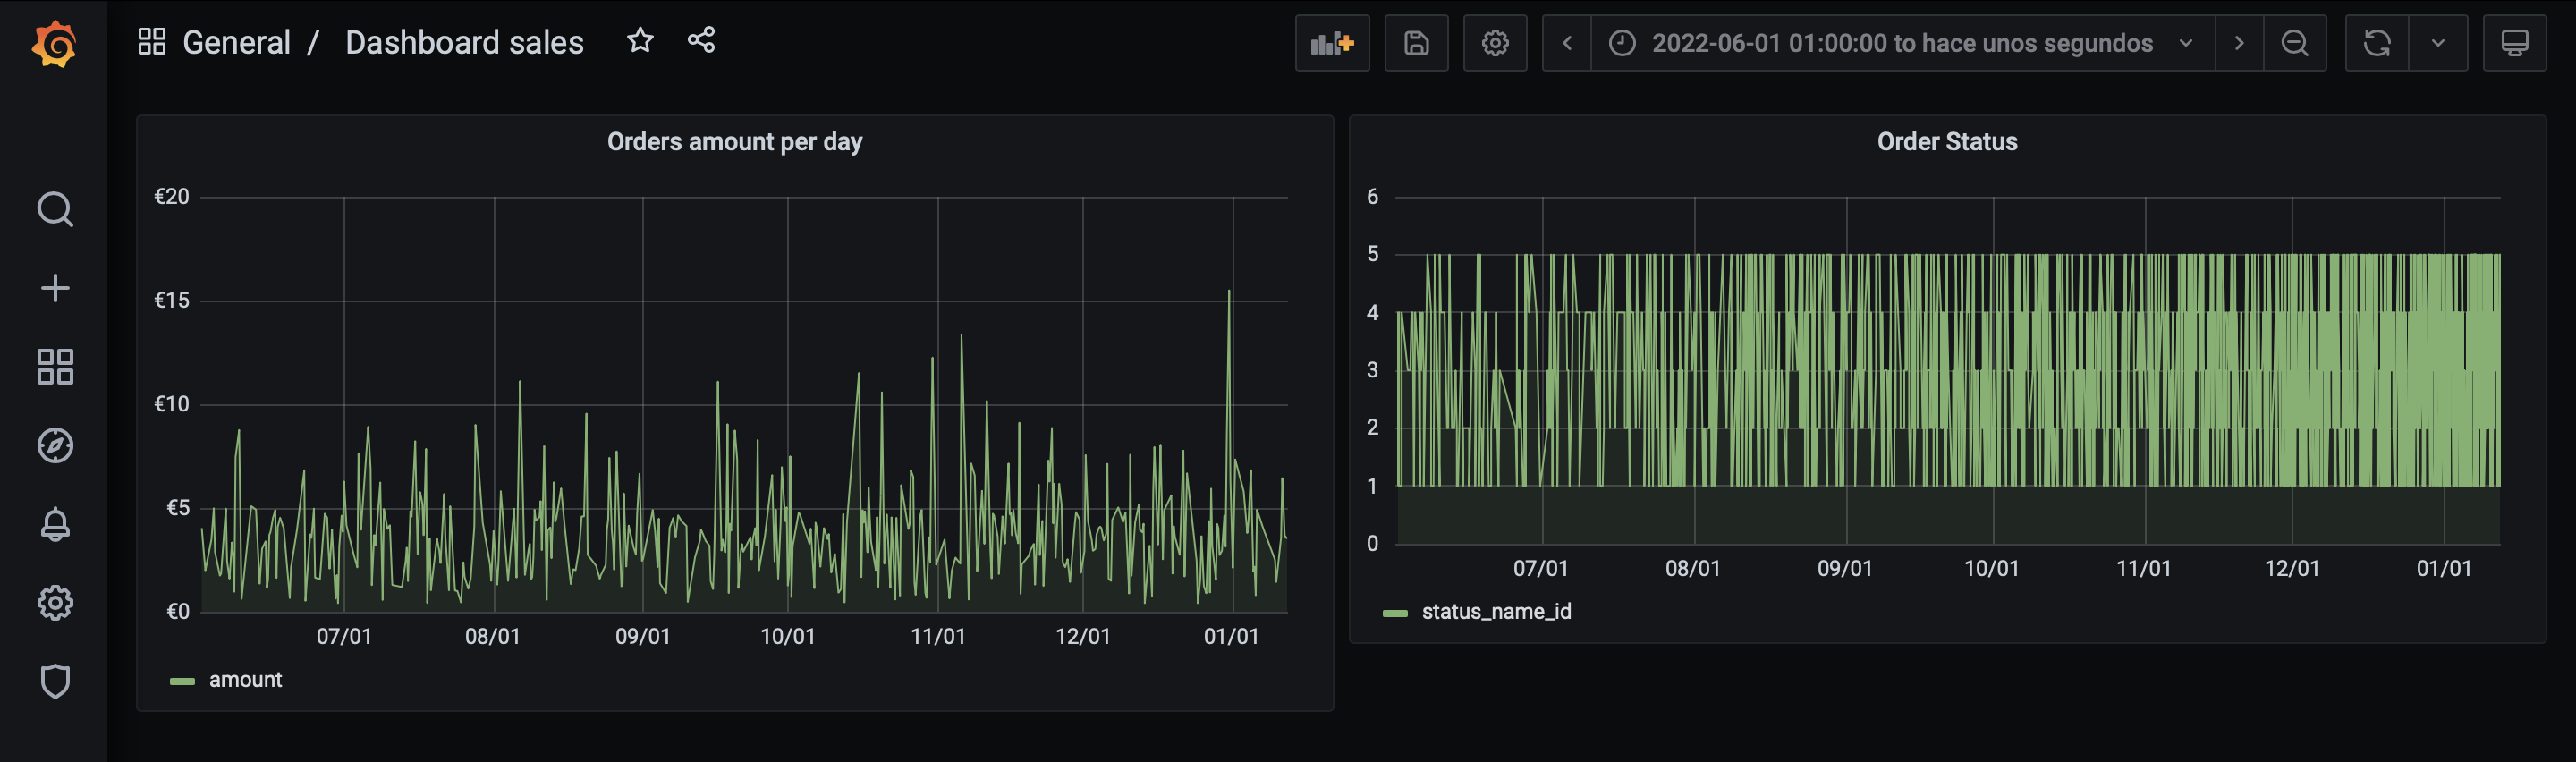 General / Dashboard sales
2022-06-01 01:00:00 to hace unos segundos
Orders amount per day
€20
€15
€10
€5
€0
07/01 08/01 09/01 10/01 11/01 12/01 01/01
amount
Order Status
6
5
4
3
2
1
0
07/01 08/01 09/01 10/01 11/01 12/01 01/01
status_name_id